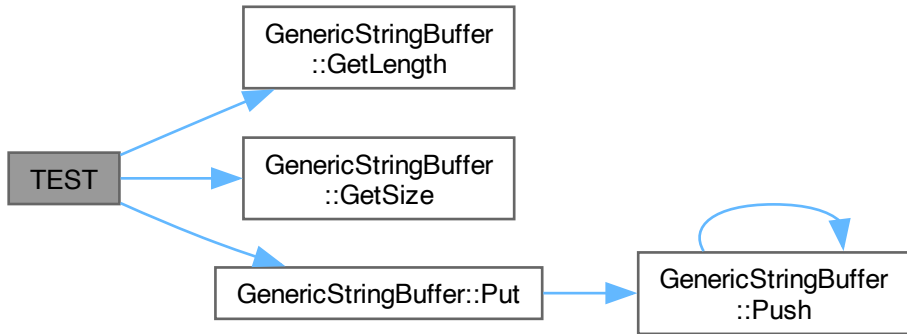 GenericStringBuffer
::GetLength
TEST
GenericStringBuffer
::GetSize
GenericStringBuffer::Put
GenericStringBuffer
::Push